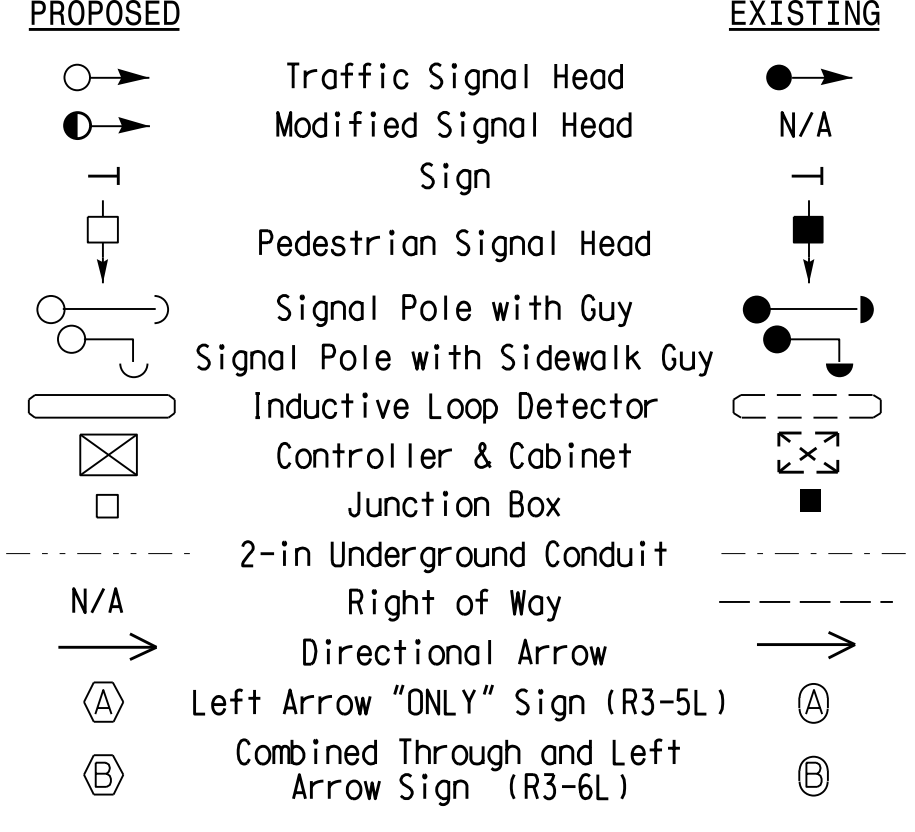 PROPOSED EXISTING
Traffic Signal Head
Modified Signal Head N/A
Sign
Pedestrian Signal Head
Signal Pole with Guy
Signal Pole with Sidewalk Guy
Inductive Loop Detector
Controller & Cabinet
Junction Box
2-in Underground Conduit
N/A Right of Way
Directional Arrow
A Left Arrow "ONLY" Sign (R3-5L) A
Combined Through and Left
B Arrow Sign (R3-6L) B